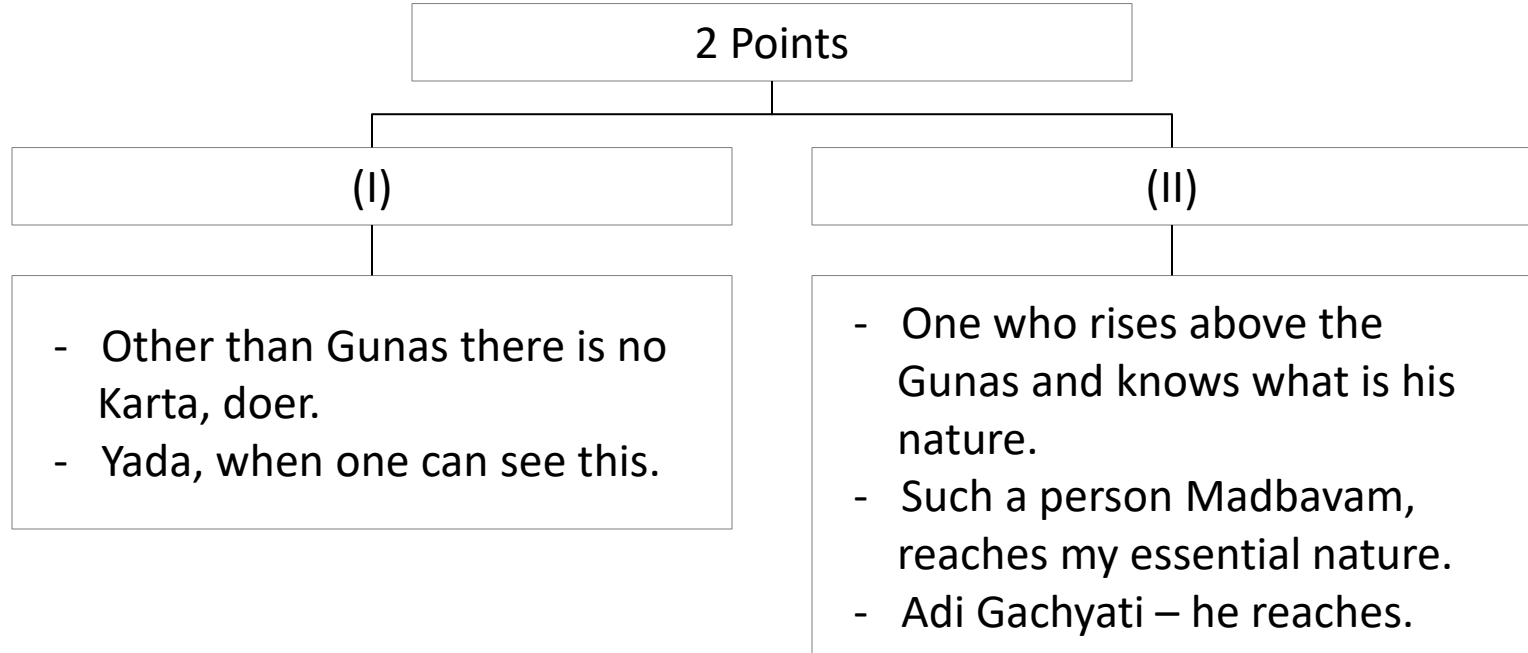 2 Points
(I)
(II)
- Other than Gunas there is no
Karta, doer.
- Yada, when one can see this.
- One who rises above the
Gunas and knows what is his
nature.
- Such a person Madbavam,
reaches my essential nature.
- Adi Gachyati – he reaches.